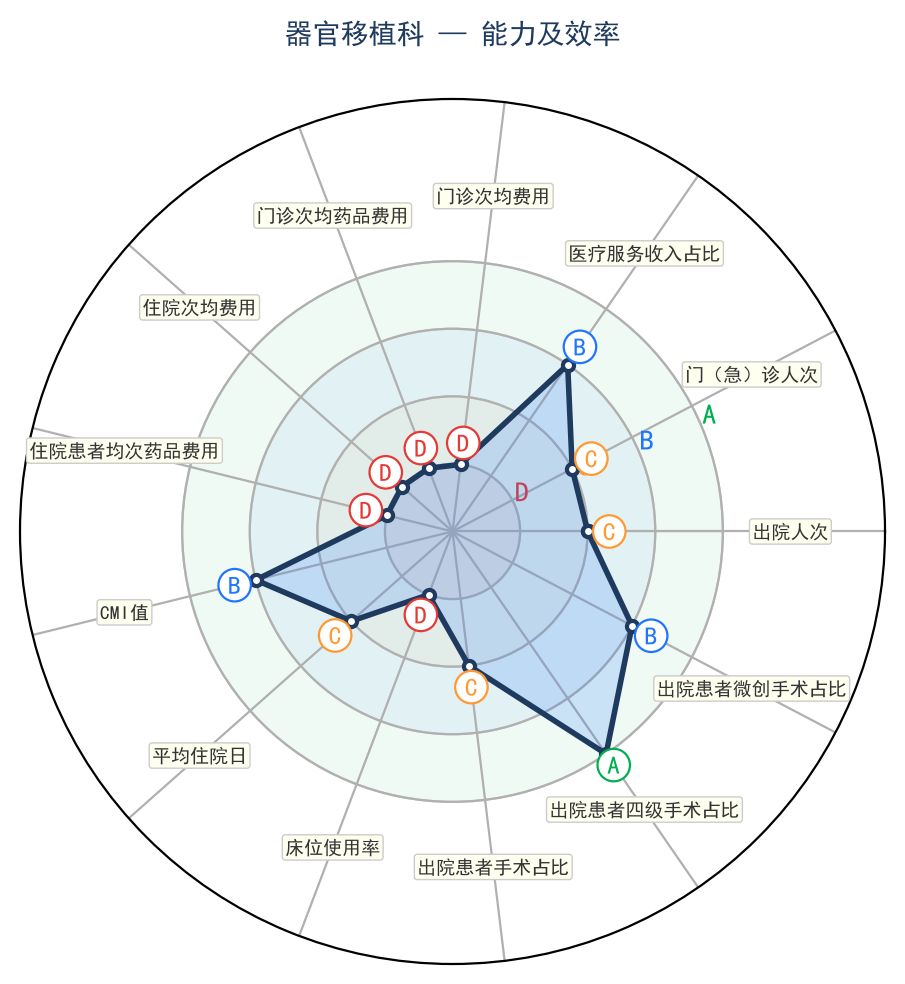 器官移植科 — 能力及效率
门诊次均费用
门诊次均药品费用
医疗服务收入占比
住院次均费用
B
门（急）诊人次
A
B
D
D
住院患者均次药品费用
C
D
D
D
出院人次
C
B
CMI值
D
C
B
出院患者微创手术占比
C
平均住院日
A
出院患者四级手术占比
床位使用率
出院患者手术占比